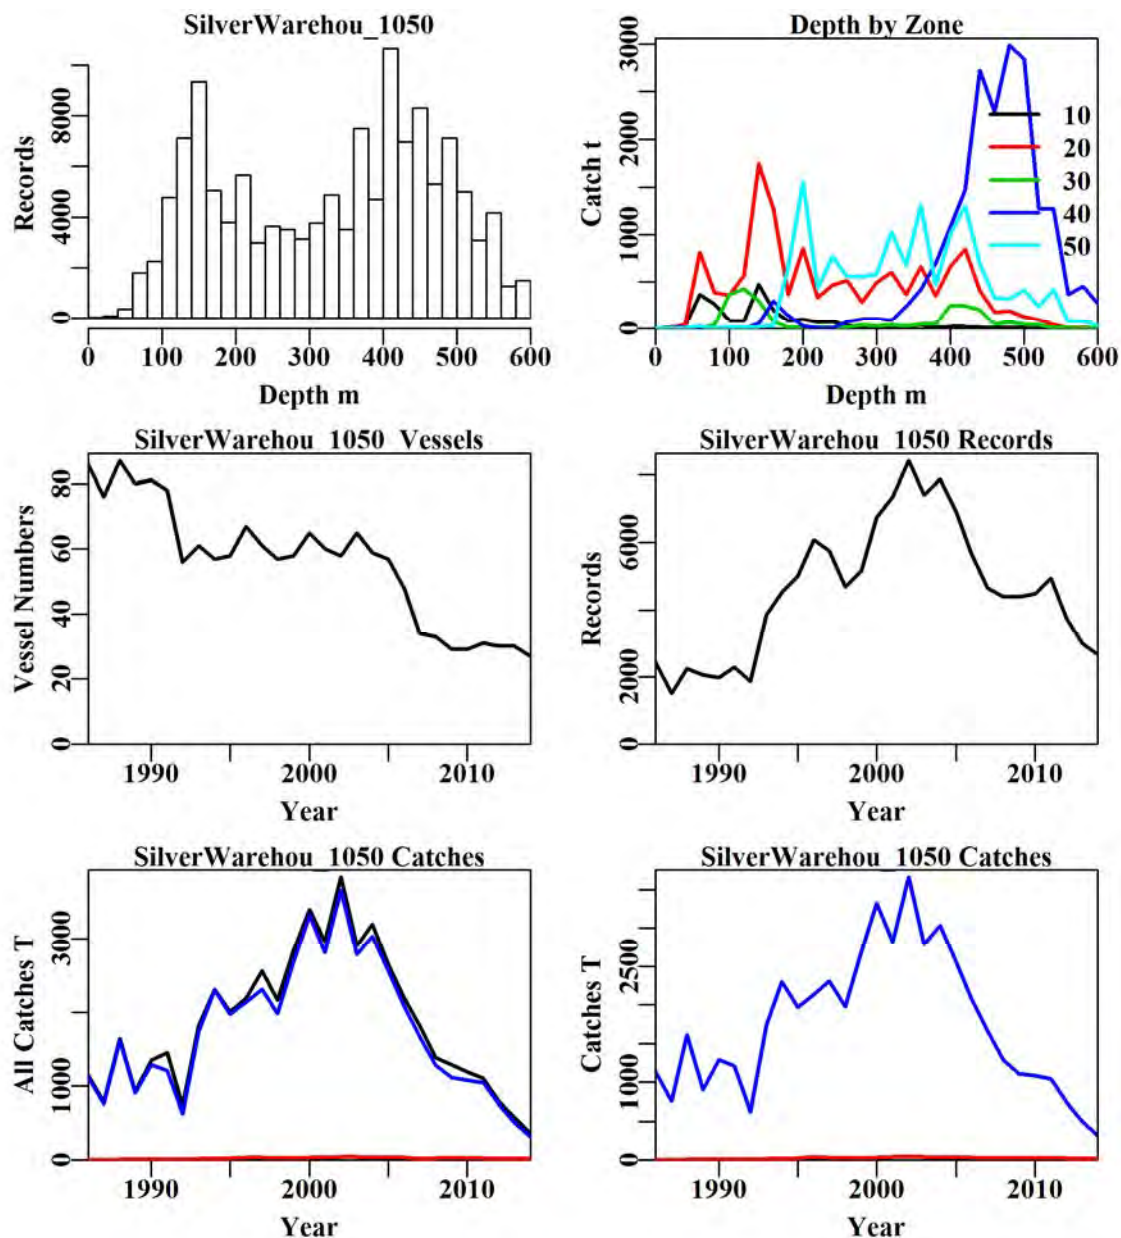 SilverWarehou_1050
Records
0 4000 8000
0 100 200 300 400 500 600
Depth m
Depth by Zone
Catch t
0 1000 2000 3000
10
20
30
40
50
0 100 200 300 400 500 600
Depth m
SilverWarehou_1050_Vessels
Vessel Numbers
0 20 40 60 80
1990 2000 2010
Year
SilverWarehou_1050 Records
Records
0 2000 6000
1990 2000 2010
Year
SilverWarehou_1050 Catches
All Catches T
0 1000 3000
1990 2000 2010
Year
SilverWarehou_1050 Catches
Catches T
0 1000 2500
1990 2000 2010
Year